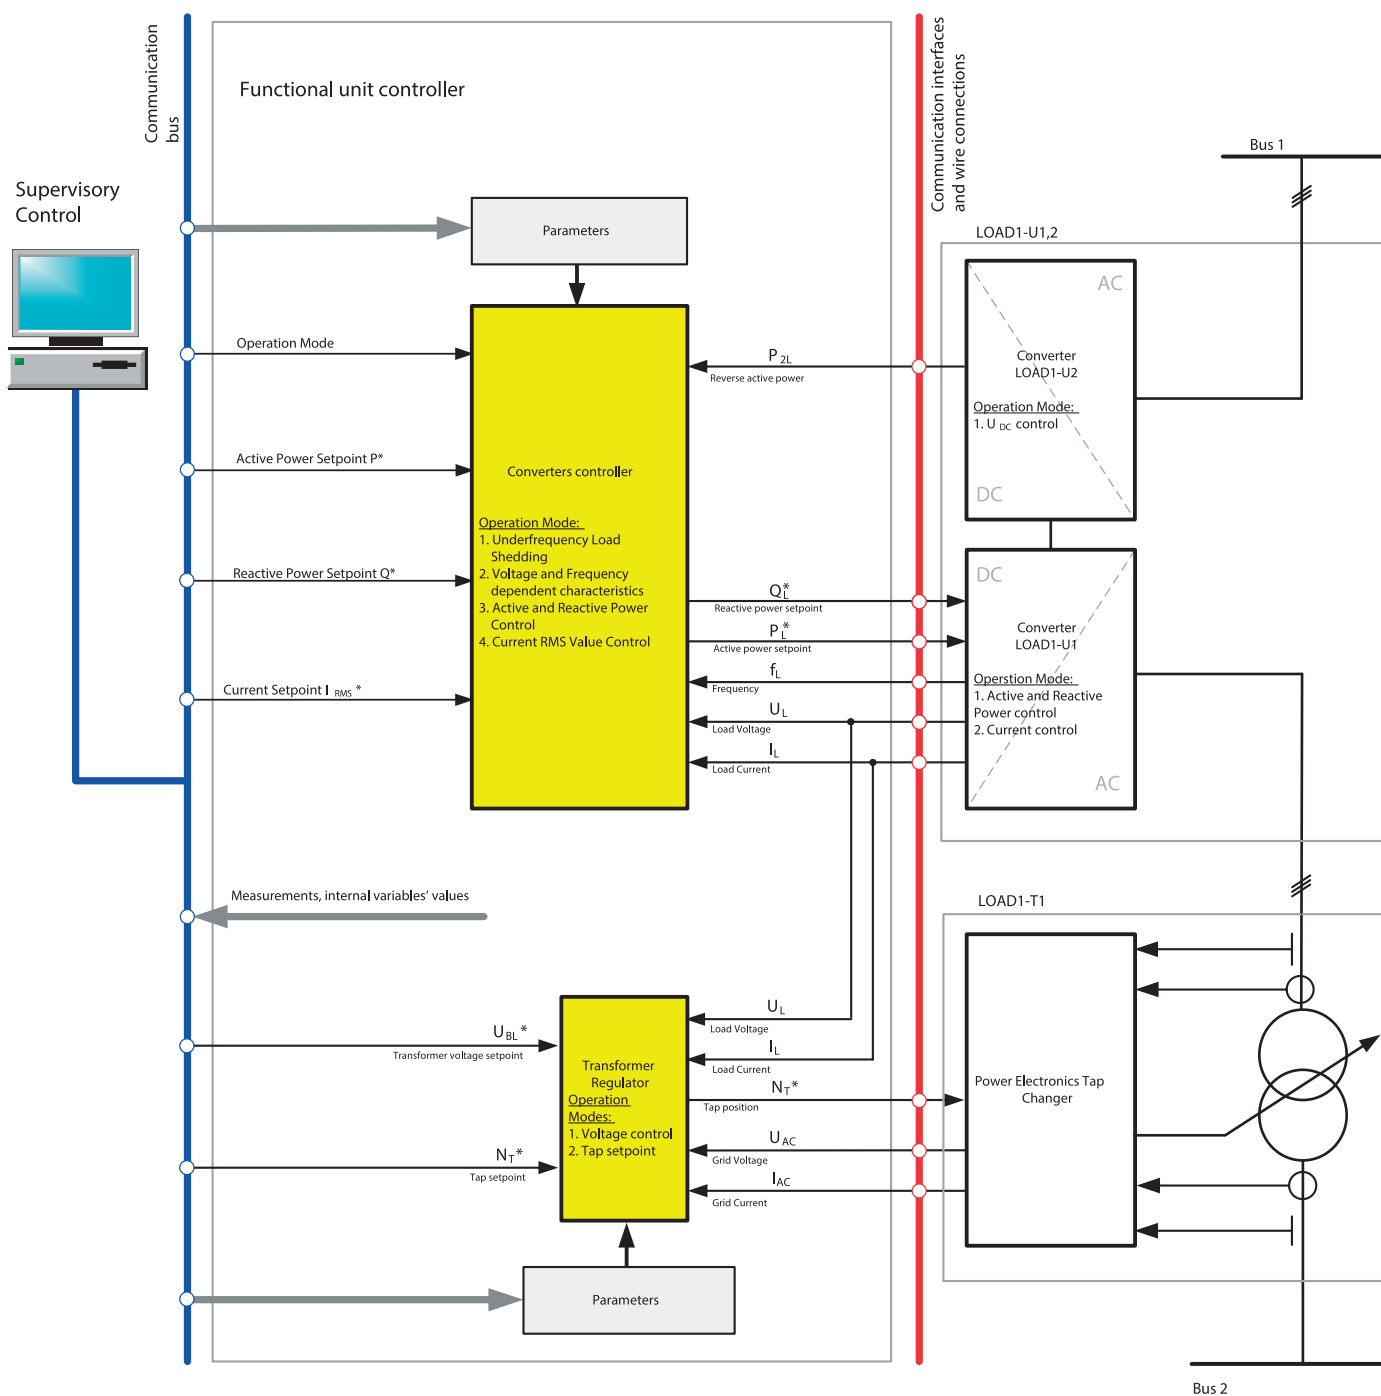 Communication
bus
Functional unit controller
Communication interfaces
and wire connections
Bus 1
Supervisory
Control
Parameters
LOAD1-U1,2
AC
Converter
LOAD1-U2
Operation Mode:
1. U DC control
DC
Operation Mode
P 2L
Reverse active power
Active Power Setpoint P*
Converters controller
Operation Mode:
1. Underfrequency Load
Shedding
2. Voltage and Frequency
dependent characteristics
3. Active and Reactive Power
Control
4. Current RMS Value Control
Reactive Power Setpoint Q*
Current Setpoint I RMS *
QL*
Reactive power setpoint
PL*
Active power setpoint
fL
Frequency
UL
Load Voltage
IL
Load Current
DC
Converter
LOAD1-U1
Operstion Mode:
1. Active and Reactive
Power control
2. Current control
AC
Measurements, internal variables’ values
LOAD1-T1
UBL*
Transformer voltage setpoint
NT*
Tap setpoint
Transformer
Regulator
Operation
Modes:
1. Voltage control
2. Tap setpoint
UL
Load Voltage
IL
Load Current
NT*
Tap position
UAC
Grid Voltage
IAC
Grid Current
Power Electronics Tap
Changer
Parameters
Bus 2